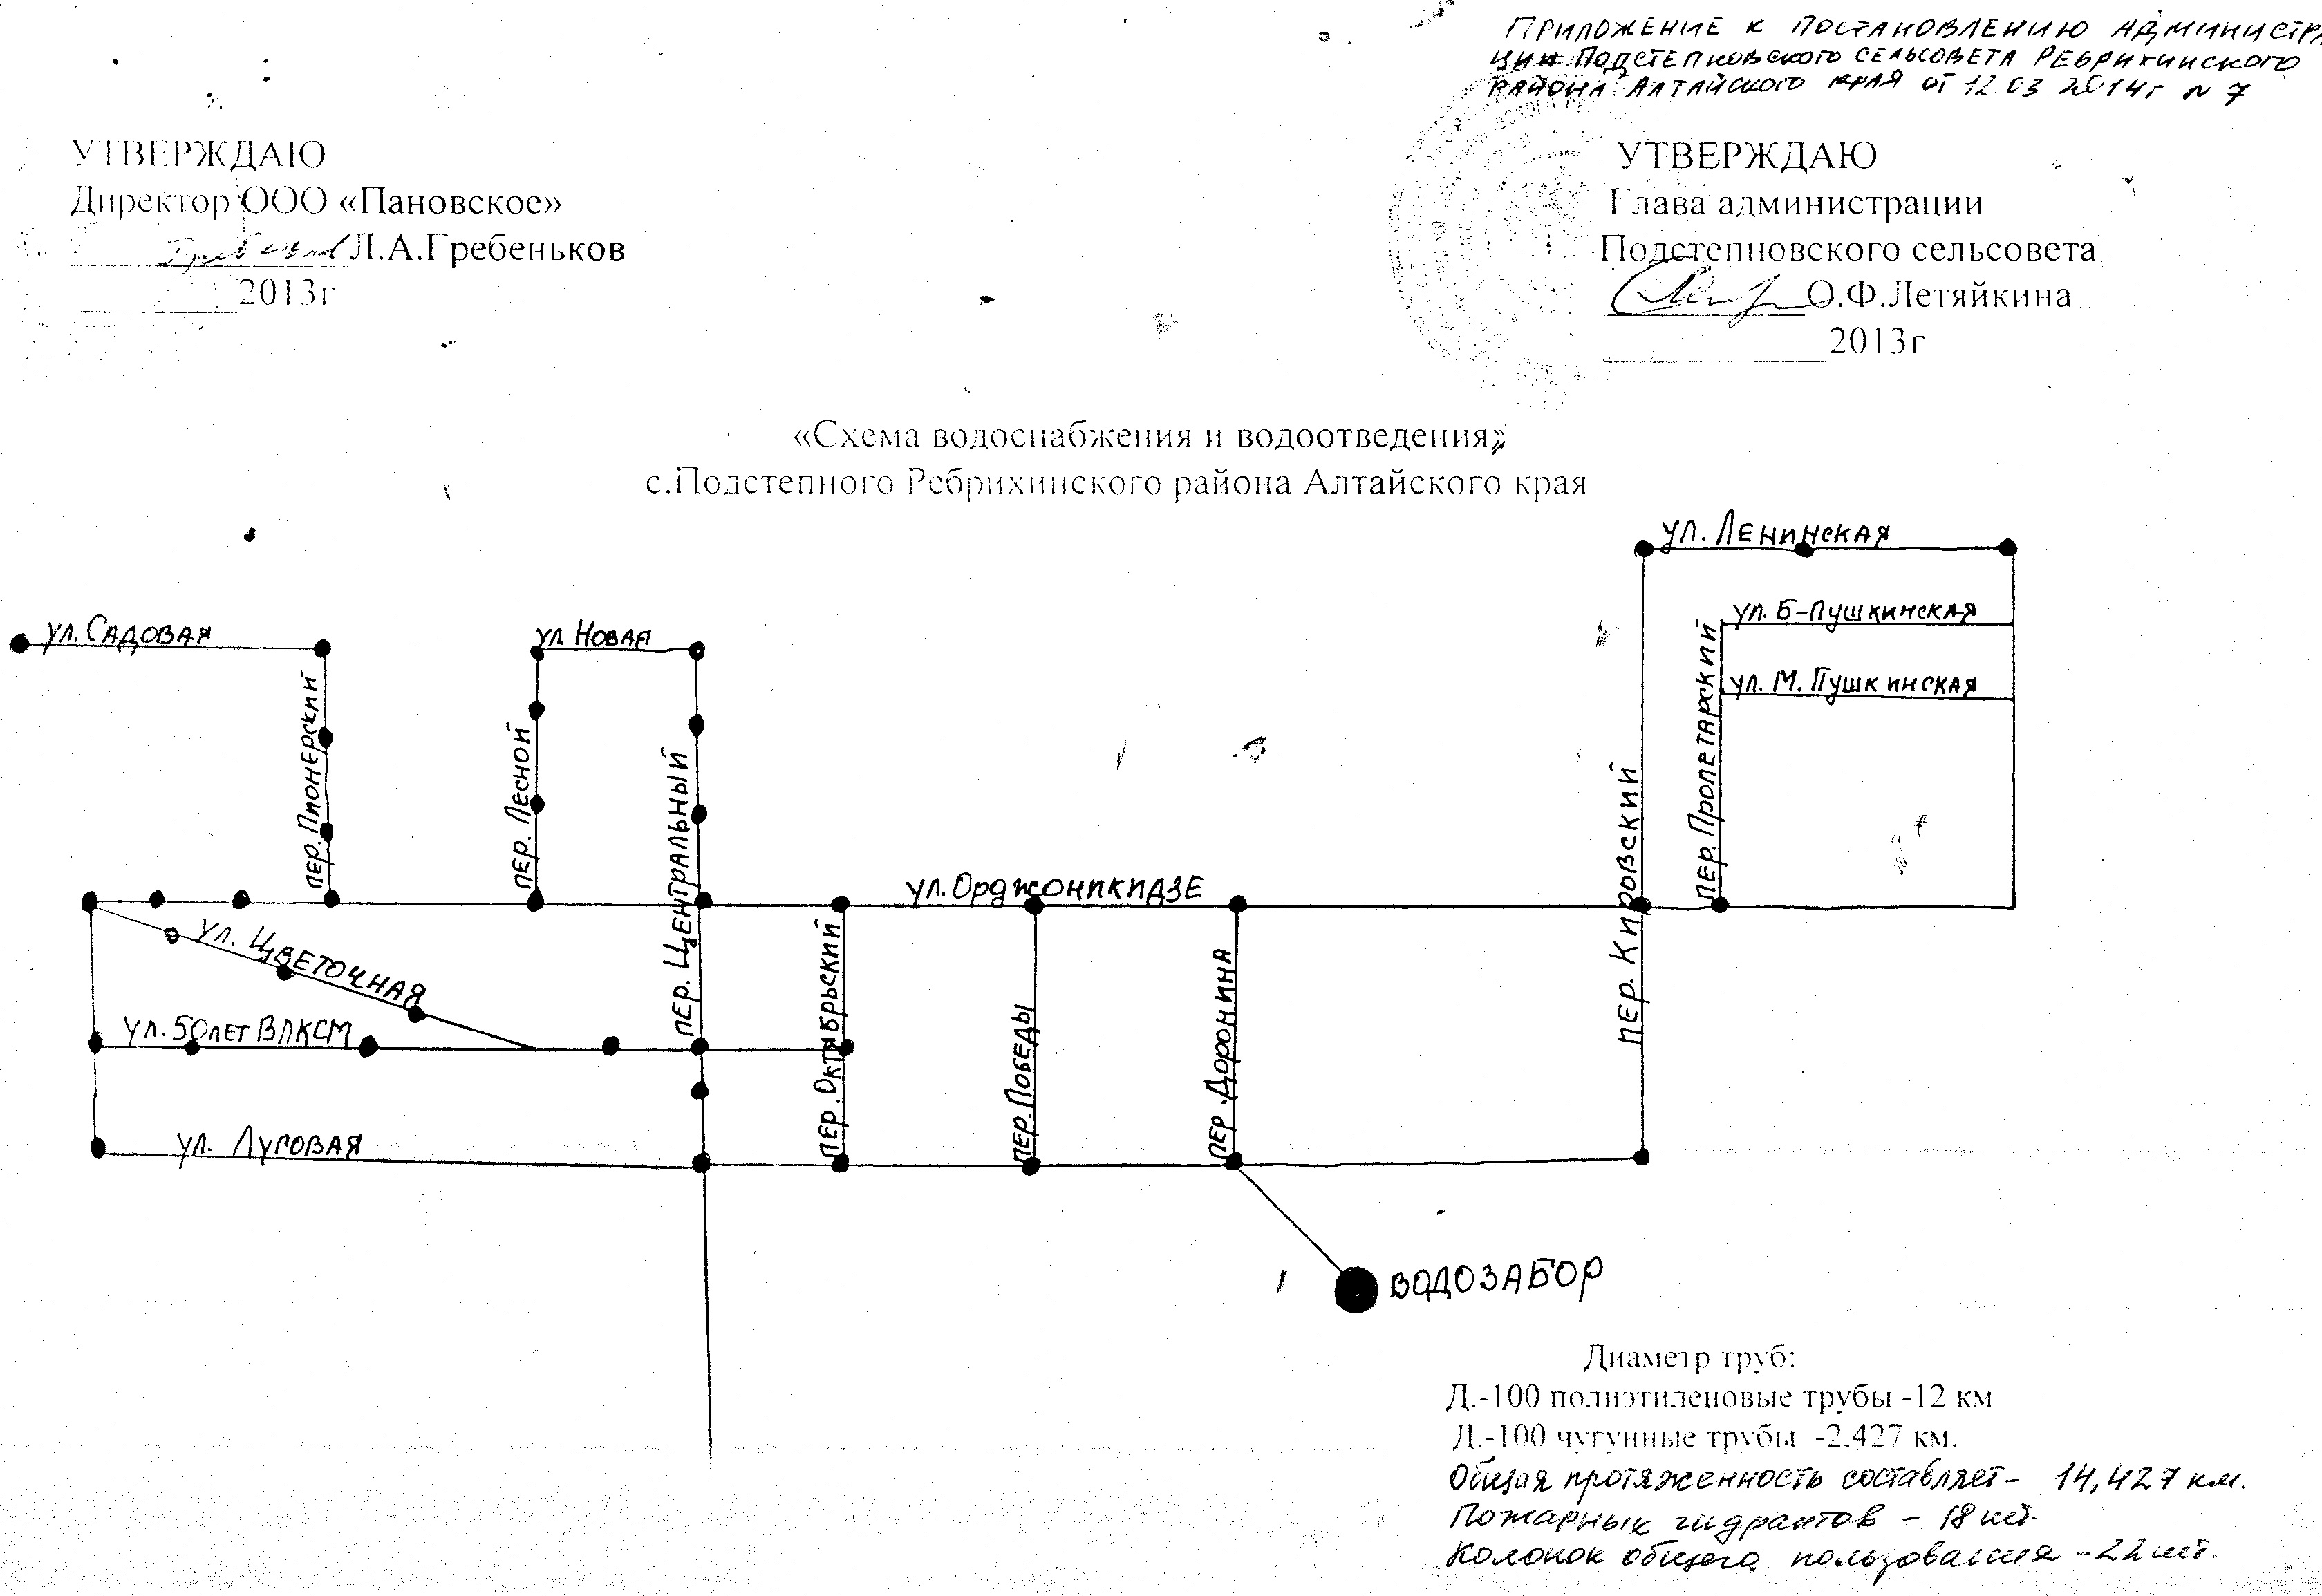 ПРИЛОЖЕНИЕ К ПОСТАНОВЛЕНИЮ АДМИНИСТРА
ЦИИ ПОДСТЕПНОВСКОГО СЕЛЬСОВЕТА РЕБРИХИНСКОГО
РАЙОНА АЛТАЙСКОГО КРАЯ ОТ 12.03 2014г № 7
УТВЕРЖДАЮ
Директор ООО «Пановское»
Л.А.Гребеньков
2013г
УТВЕРЖДАЮ
Глава администрации
Подстепновского сельсовета
О.Ф.Летяйкина
2013г
«Схема водоснабжения и водоотведения»
с.Подстепного Ребрихинского района Алтайского края
ул. Ленинская
ул. Б-Пушкинская
ул. М. Пушкинская
ул. Садовая
ул Новая
пер. Пионерский
пер. Лесной
пер. Центральный
пер. Кировский
пер. Пролетарский
ул. Орджоникидзе
ул. Цветочная
ул. 50 лет ВЛКСМ
пер. Октябрьский
пер. Победы
пер. Доронина
ул. Луговая
ВОДОЗАБОР
Диаметр труб:
Д.-100 полиэтиленовые трубы -12 км
Д.-100 чугунные трубы -2,427 км.
Общая протяженность составляет- 14,427 км.
Пожарных гидрантов - 18 шт.
Колонок общего пользования - 22 шт.